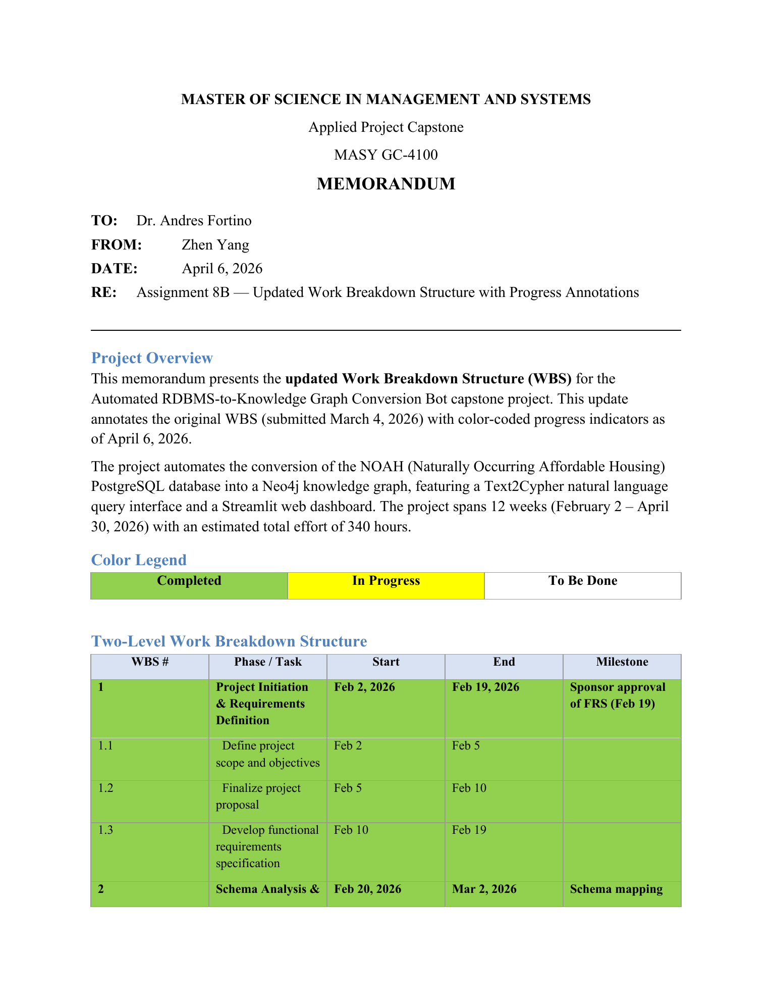 MASTER OF SCIENCE IN MANAGEMENT AND SYSTEMS
Applied Project Capstone
MASY GC-4100
MEMORANDUM
TO: Dr. Andres Fortino
FROM: Zhen Yang
DATE: April 6, 2026
RE: Assignment 8B — Updated Work Breakdown Structure with Progress Annotations
Project Overview
This memorandum presents the updated Work Breakdown Structure (WBS) for the
Automated RDBMS-to-Knowledge Graph Conversion Bot capstone project. This update
annotates the original WBS (submitted March 4, 2026) with color-coded progress indicators as
of April 6, 2026.
The project automates the conversion of the NOAH (Naturally Occurring Affordable Housing)
PostgreSQL database into a Neo4j knowledge graph, featuring a Text2Cypher natural language
query interface and a Streamlit web dashboard. The project spans 12 weeks (February 2 – April
30, 2026) with an estimated total effort of 340 hours.
Color Legend
Completed In Progress To Be Done
Two-Level Work Breakdown Structure
WBS # Phase / Task Start End Milestone
1 Project Initiation Feb 2, 2026 Feb 19, 2026 Sponsor approval
& Requirements of FRS (Feb 19)
Definition
1.1 Define project Feb 2 Feb 5
scope and objectives
1.2 Finalize project Feb 5 Feb 10
proposal
1.3 Develop functional Feb 10 Feb 19
requirements
specification
2 Schema Analysis & Feb 20, 2026 Mar 2, 2026 Schema mapping